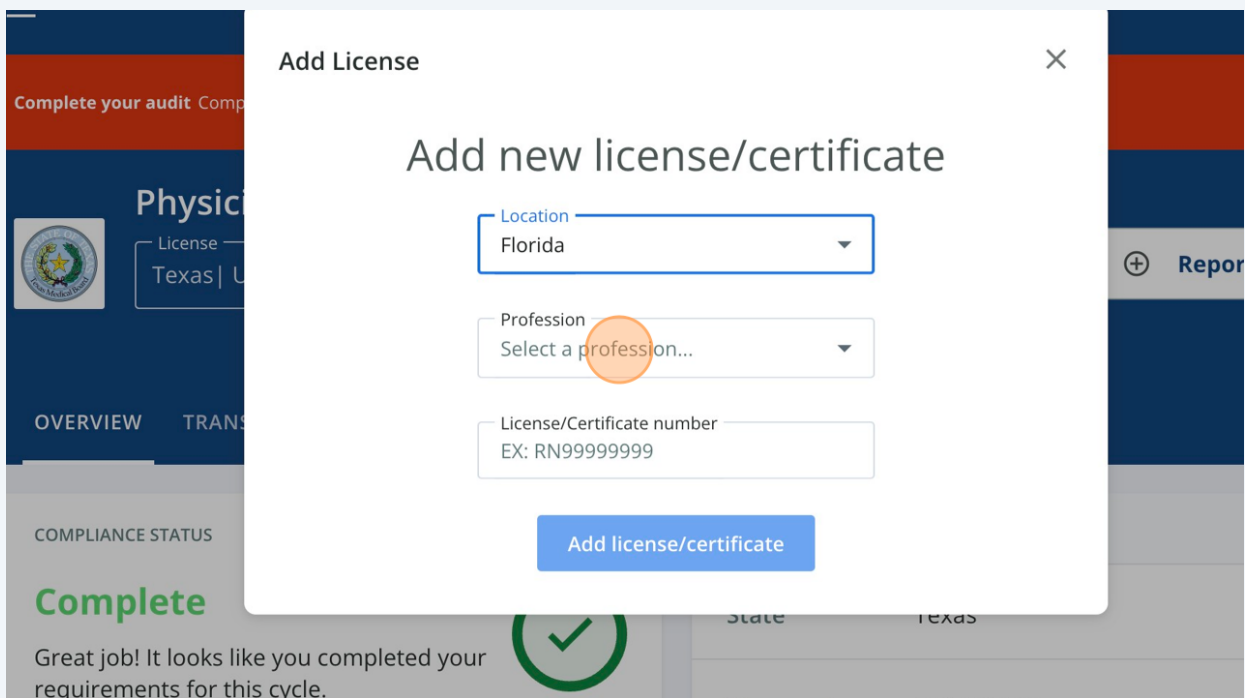 Add License
Complete your audit Comp
Add new license/certificate
Physici
Location
Florida
License
Texas| U
Repor
Profession
Select a profession...
OVERVIEW TRANS
License/Certificate number
EX: RN99999999
COMPLIANCE STATUS
Add license/certificate
Complete
State Texas
Great job! It looks like you completed your
requirements for this cycle.